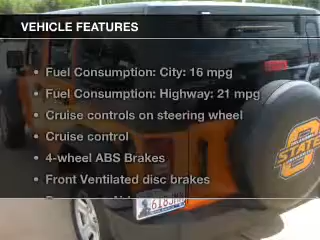 VEHICLE FEATURES
• Fuel Consumption: City: 16 mpg
• Fuel Consumption: Highway: 21 mpg
• Cruise controls on steering wheel
• Cruise control
• 4-wheel ABS Brakes
• Front Ventilated disc brakes
STATE